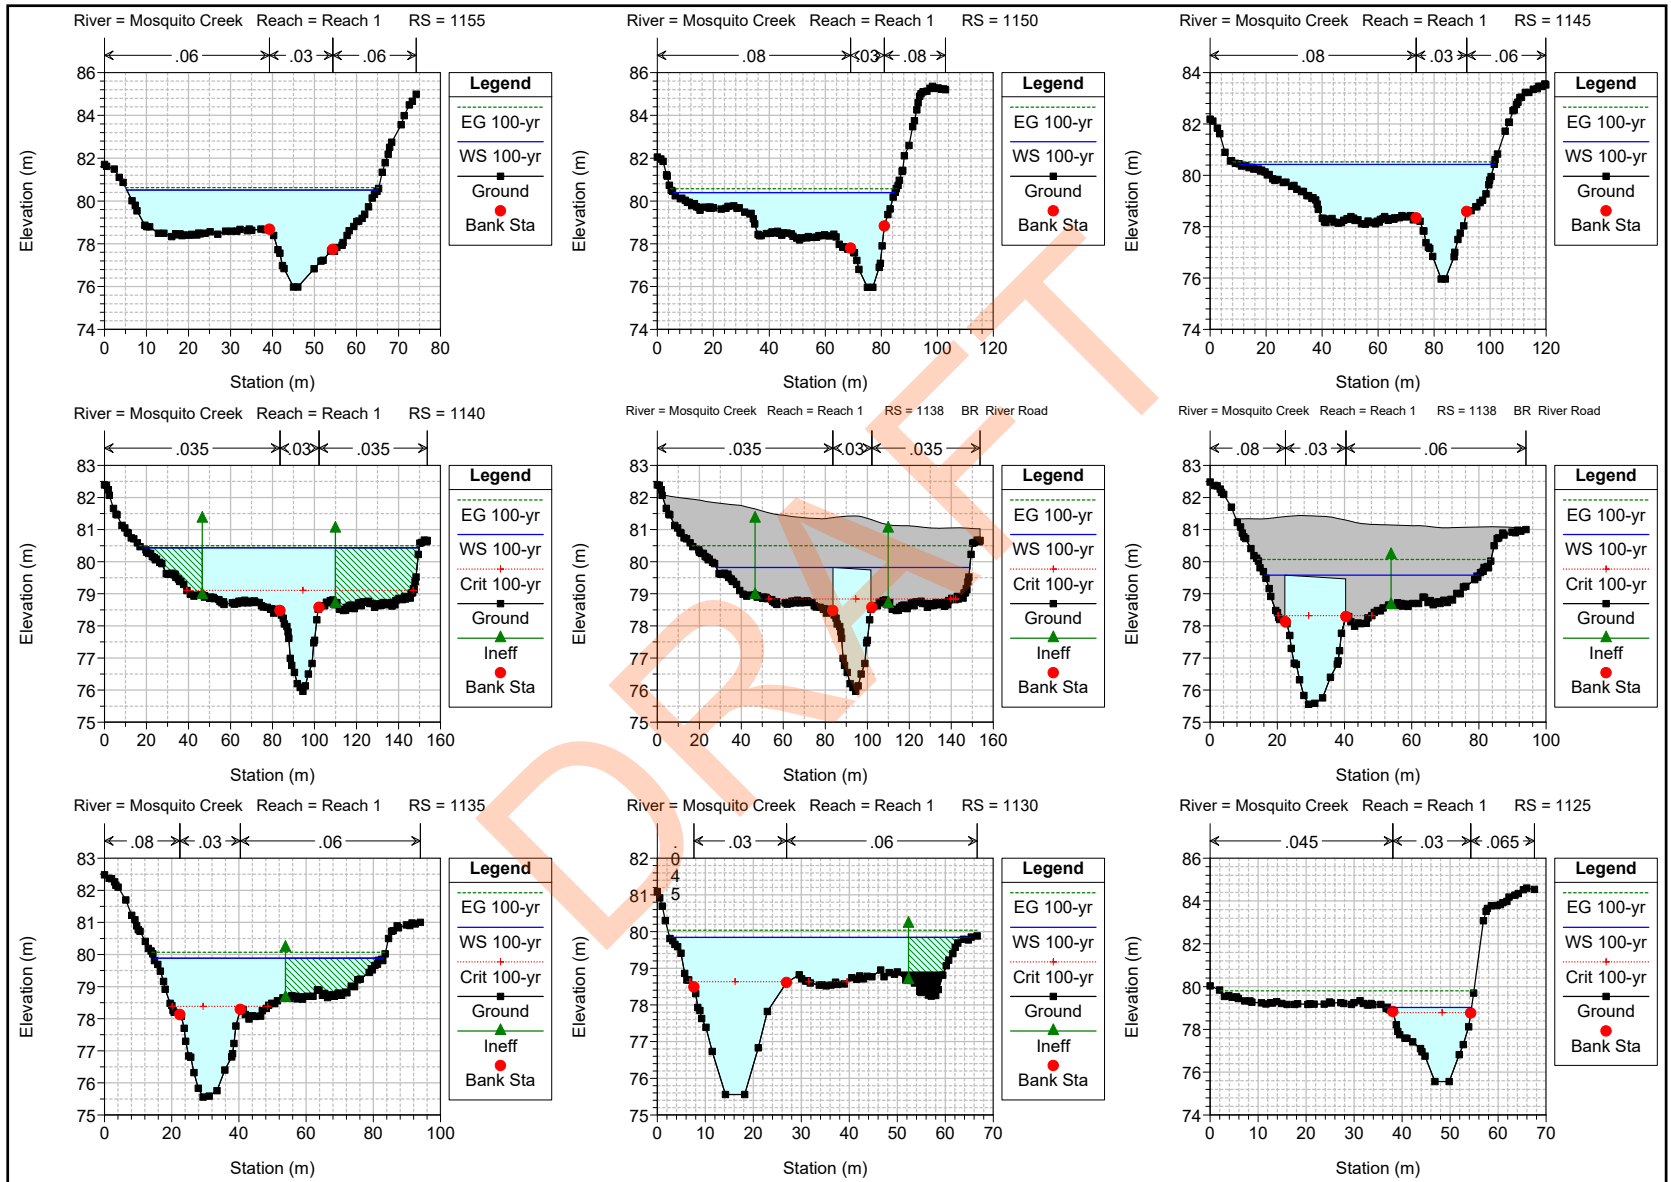 River = Mosquito Creek Reach = Reach 1 RS = 1155
.06 .03 .06
86
84
82
80
78
76
74
0 10 20 30 40 50 60 70 80
Station (m)
Elevation (m)
Legend
EG 100-yr
WS 100-yr
Ground
Bank Sta
River = Mosquito Creek Reach = Reach 1 RS = 1150
.08 .03 .08
86
84
82
80
78
76
74
0 20 40 60 80 100 120
Station (m)
Elevation (m)
Legend
EG 100-yr
WS 100-yr
Ground
Bank Sta
River = Mosquito Creek Reach = Reach 1 RS = 1145
.08 .03 .06
84
82
80
78
76
74
0 20 40 60 80 100 120
Station (m)
Elevation (m)
Legend
EG 100-yr
WS 100-yr
Ground
Bank Sta
River = Mosquito Creek Reach = Reach 1 RS = 1140
.035 .03 .035
83
82
81
80
79
78
77
76
75
0 20 40 60 80 100 120 140 160
Station (m)
Elevation (m)
Legend
EG 100-yr
WS 100-yr
Crit 100-yr
Ground
Ineff
Bank Sta
River = Mosquito Creek Reach = Reach 1 RS = 1138 BR River Road
.035 .03 .035
83
82
81
80
79
78
77
76
75
0 20 40 60 80 100 120 140 160
Station (m)
Elevation (m)
Legend
EG 100-yr
WS 100-yr
Crit 100-yr
Ground
Ineff
Bank Sta
River = Mosquito Creek Reach = Reach 1 RS = 1138 BR River Road
.08 .03 .06
83
82
81
80
79
78
77
76
75
0 20 40 60 80 100
Station (m)
Elevation (m)
Legend
EG 100-yr
WS 100-yr
Crit 100-yr
Ground
Ineff
Bank Sta
River = Mosquito Creek Reach = Reach 1 RS = 1135
.08 .03 .06
83
82
81
80
79
78
77
76
75
0 20 40 60 80 100
Station (m)
Elevation (m)
Legend
EG 100-yr
WS 100-yr
Crit 100-yr
Ground
Ineff
Bank Sta
River = Mosquito Creek Reach = Reach 1 RS = 1130
.045 .03 .06
82
81
80
79
78
77
76
75
0 10 20 30 40 50 60 70
Station (m)
Elevation (m)
Legend
EG 100-yr
WS 100-yr
Crit 100-yr
Ground
Ineff
Bank Sta
River = Mosquito Creek Reach = Reach 1 RS = 1125
.045 .03 .065
86
84
82
80
78
76
74
0 10 20 30 40 50 60 70
Station (m)
Elevation (m)
Legend
EG 100-yr
WS 100-yr
Crit 100-yr
Ground
Bank Sta
DRAFT